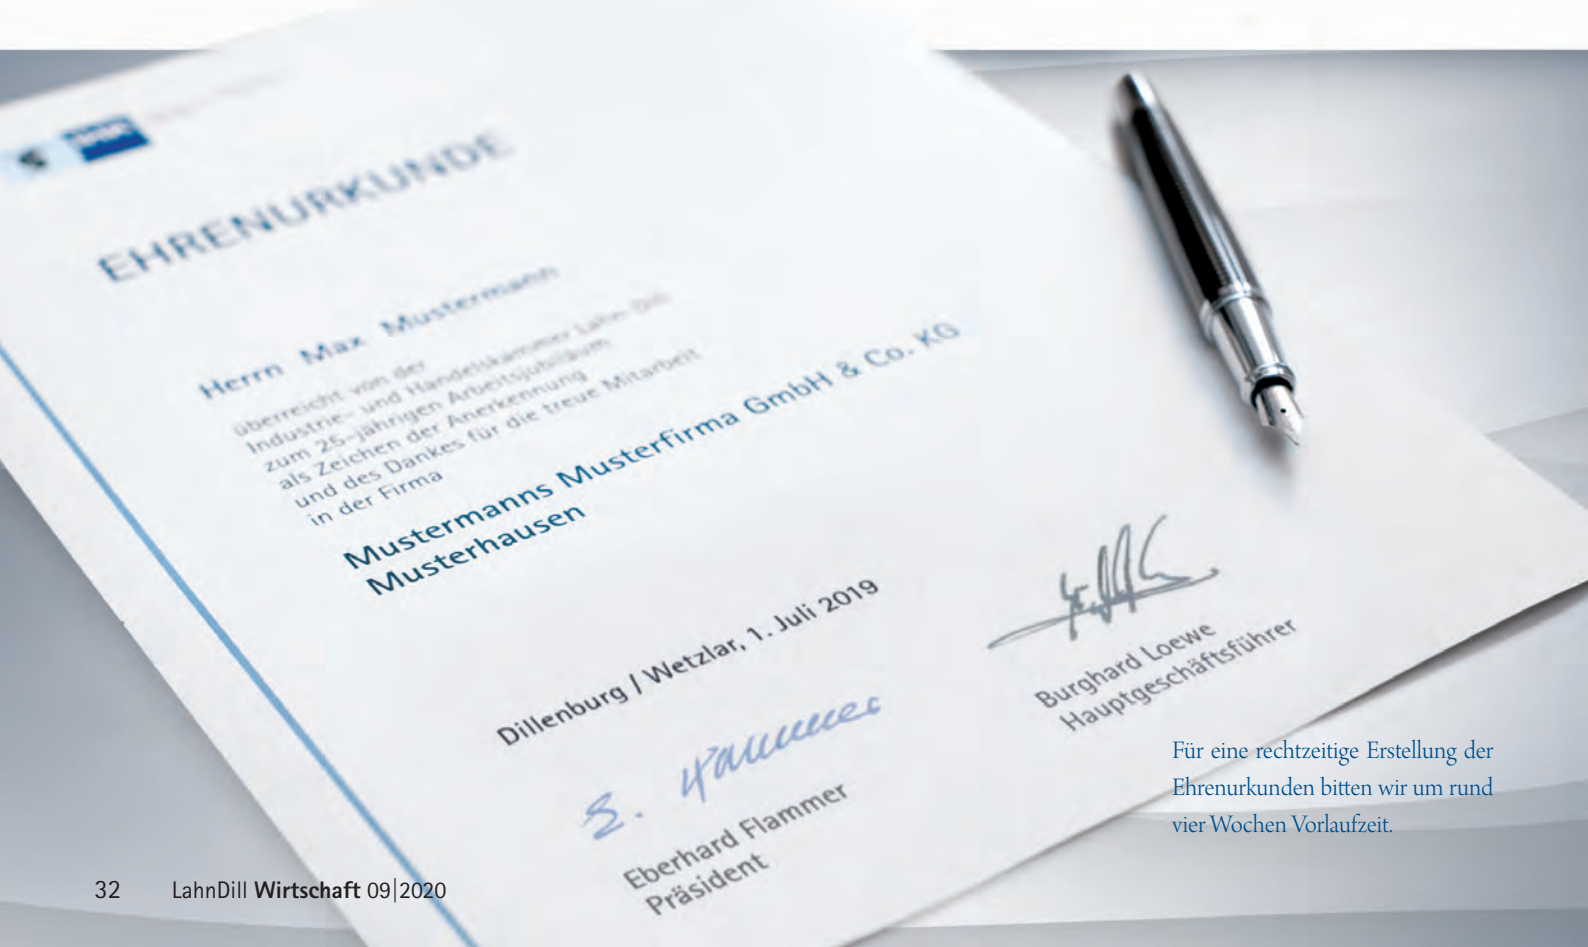 IHK
EHRENURKUNDE
Herrn Max Mustermann
überreicht von der
Industrie- und Handelskammer Lahn-Dill
zum 25-jährigen Arbeitsjubiläum
als Zeichen der Anerkennung
und des Dankes für die treue Mitarbeit
in der Firma
Mustermanns Musterfirma GmbH & Co. KG
Musterhausen
Dillenburg / Wetzlar, 1. Juli 2019
E. Flammer
Eberhard Flammer
Präsident
Burghard Loewe
Hauptgeschäftsführer
Für eine rechtzeitige Erstellung der
Ehrenurkunden bitten wir um rund
vier Wochen Vorlaufzeit.
32 LahnDill Wirtschaft 09|2020